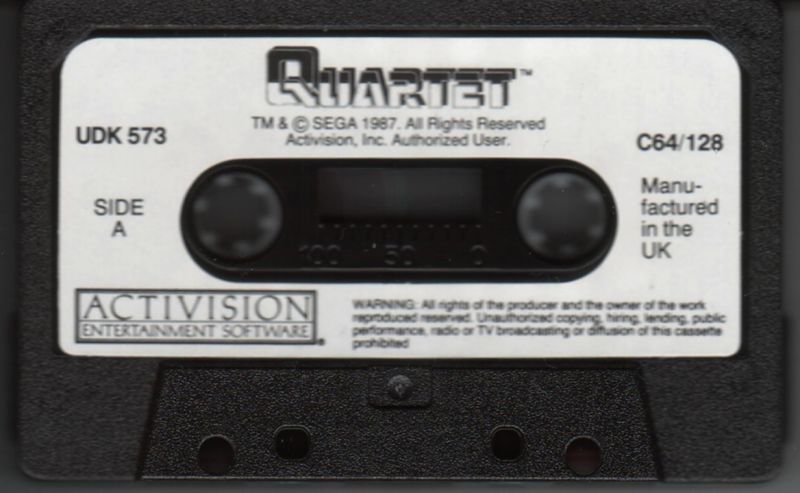 QUARTET™
TM & © SEGA 1987. All Rights Reserved
Activision, Inc. Authorized User.
UDK 573
C64/128
SIDE
A
Manu-
factured
in the
UK
100 50 0
ACTIVISION
ENTERTAINMENT SOFTWARE
WARNING: All rights of the producer and the owner of the work
reproduced reserved. Unauthorized copying, hiring, lending, public
performance, radio or TV broadcasting or diffusion of this cassette
prohibited